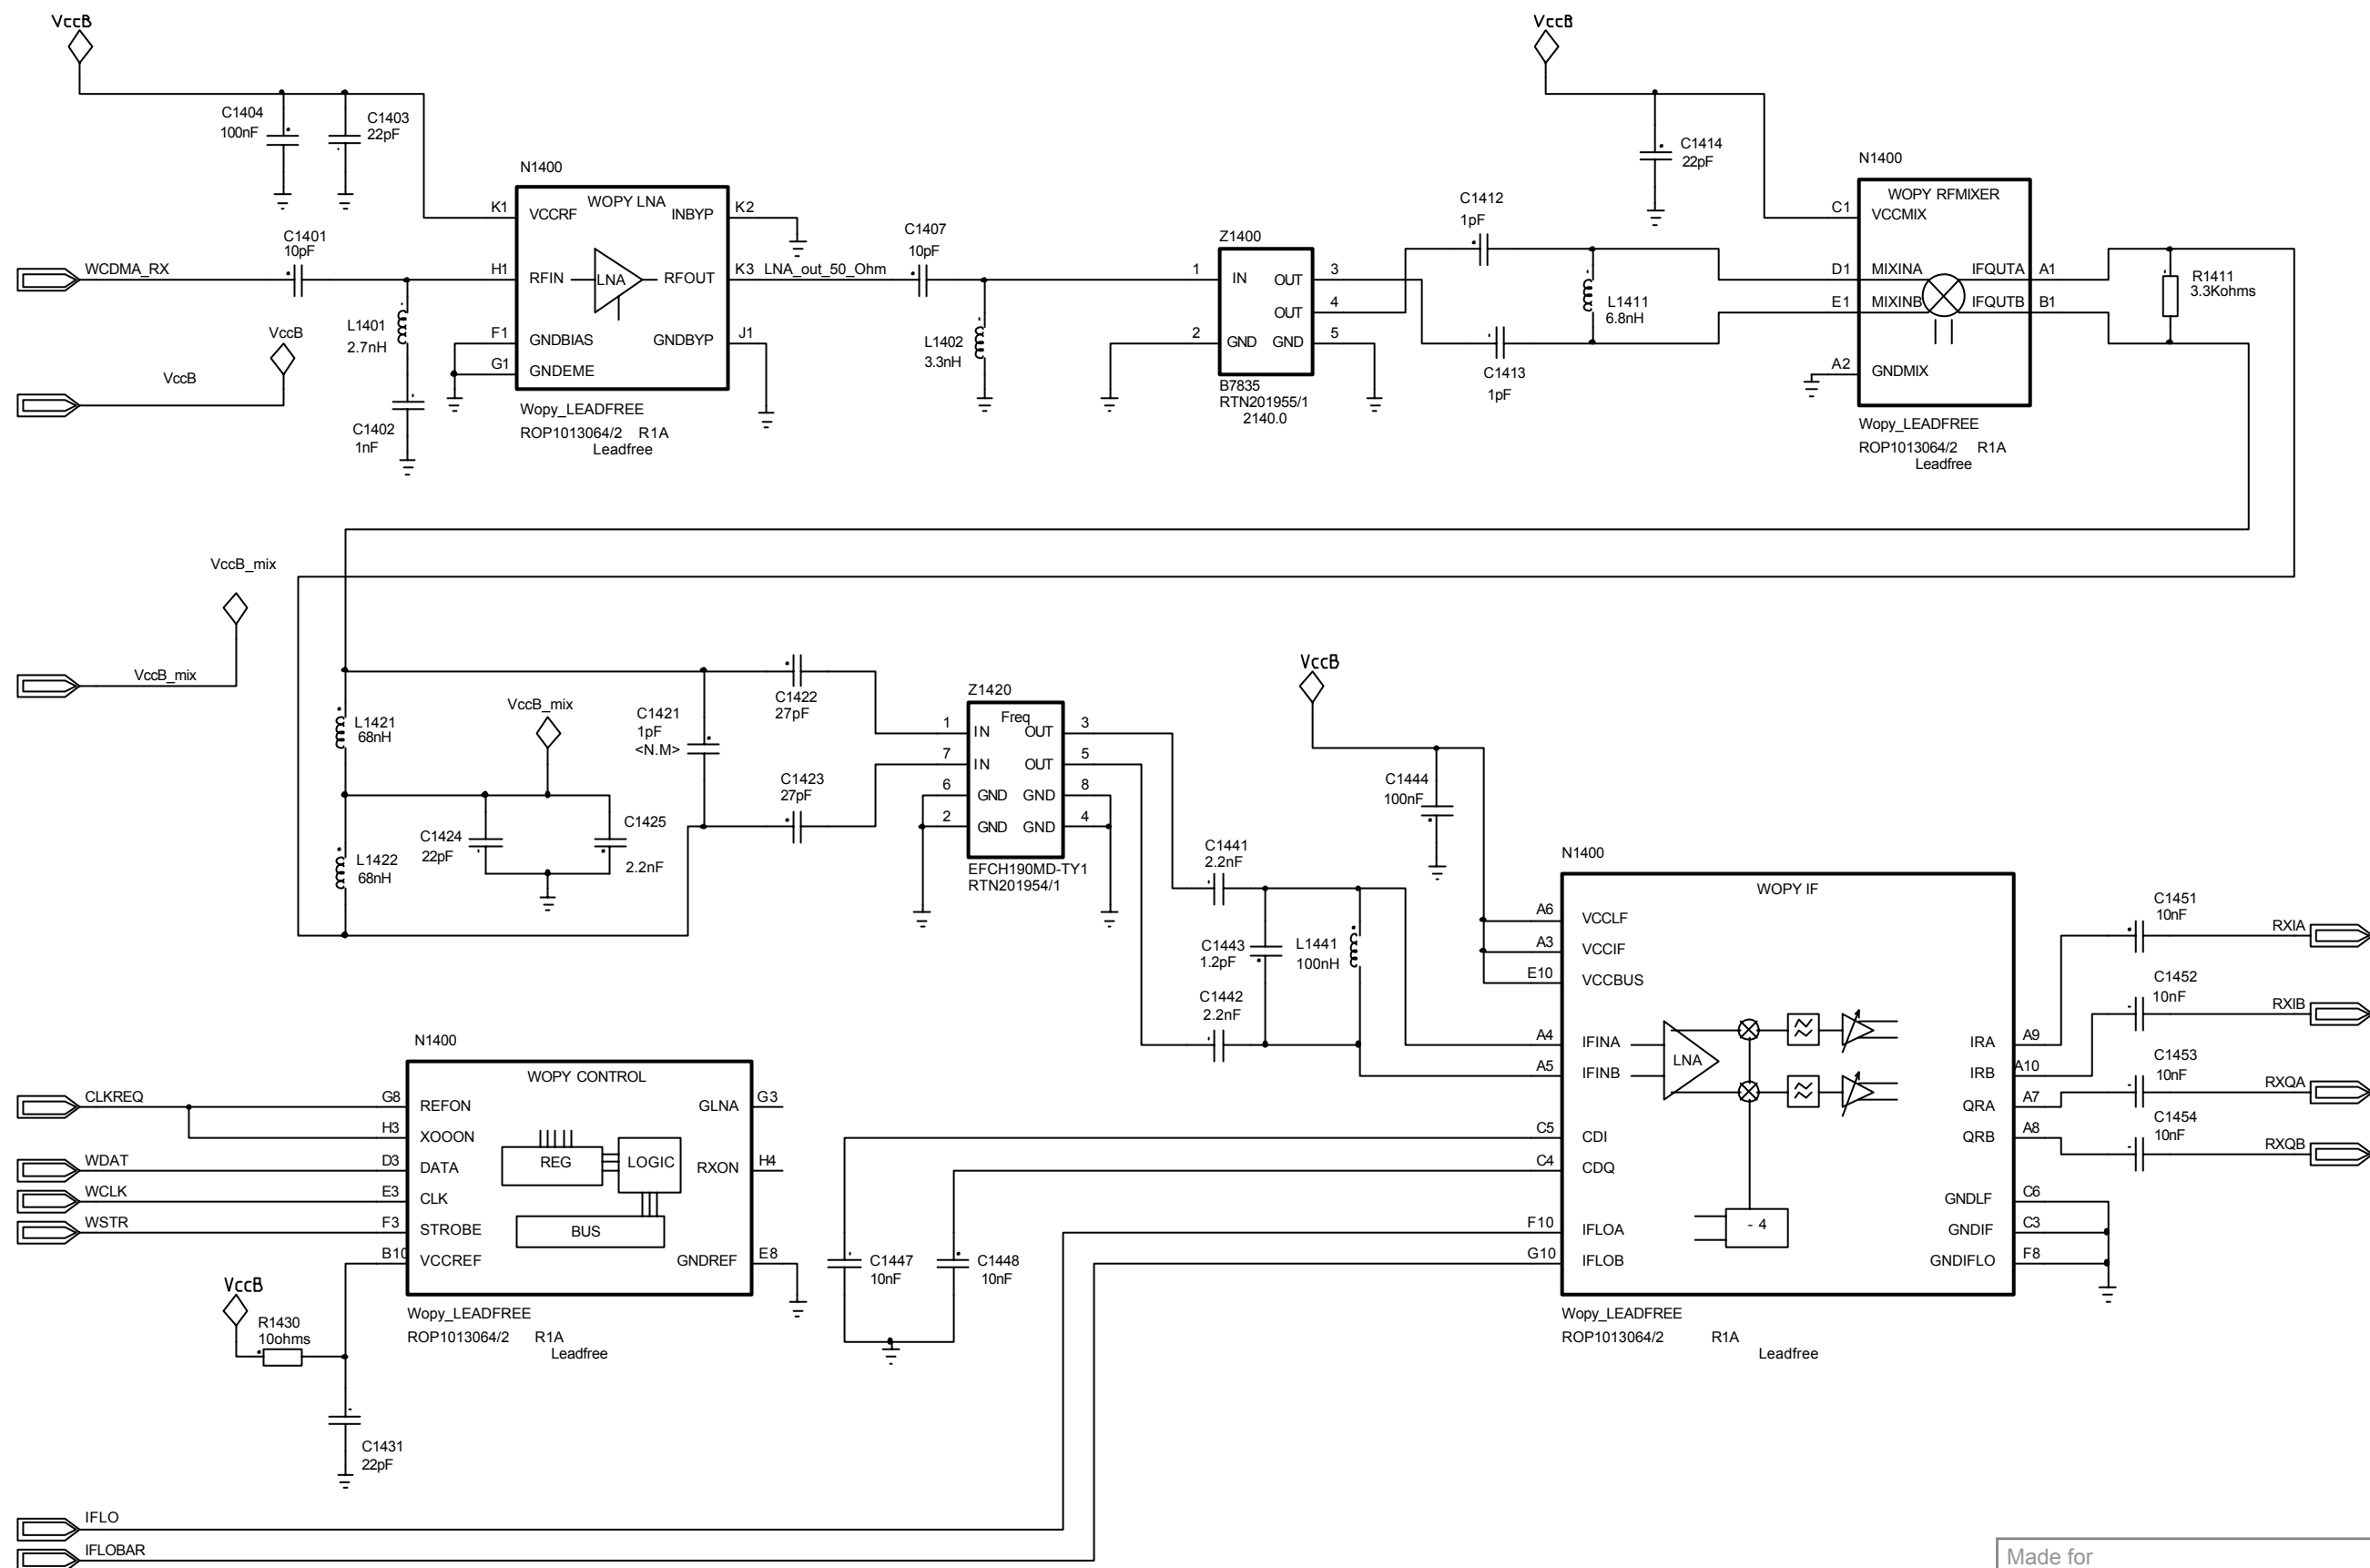 VccB
VccB
C1404
100nF
C1403
22pF
C1414
22pF
N1400
WOPY LNA
K1
VCCRF
INBYP
K2
C1401
10pF
WCDMA_RX
H1
RFIN
LNA
RFOUT
K3
LNA_out_50_Ohm
C1407
10pF
L1401
2.7nH
F1
GNDBIAS
GNDBYP
J1
G1
GNDEME
L1402
3.3nH
VccB
VccB
C1402
1nF
Wopy_LEADFREE
ROP1013064/2 R1A
Leadfree
Z1400
1
IN
OUT
3
OUT
4
2
GND
GND
5
B7835
RTN201955/1
2140.0
C1412
1pF
L1411
6.8nH
C1413
1pF
N1400
WOPY RFMIXER
C1
VCCMIX
D1
MIXINA
IFQUTA
A1
E1
MIXINB
IFQUTB
B1
A2
GNDMIX
R1411
3.3Kohms
Wopy_LEADFREE
ROP1013064/2 R1A
Leadfree
VccB_mix
VccB_mix
L1421
68nH
VccB_mix
C1421
1pF
<N.M>
C1422
27pF
C1423
27pF
C1424
22pF
C1425
2.2nF
L1422
68nH
Z1420
Freq
1
IN
OUT
3
7
IN
OUT
5
6
GND
GND
8
2
GND
GND
4
EFCH190MD-TY1
RTN201954/1
VccB
C1444
100nF
C1441
2.2nF
C1443
1.2pF
L1441
100nH
C1442
2.2nF
N1400
WOPY IF
A6
VCCLF
A3
VCCIF
E10
VCCBUS
A4
IFINA
LNA
A5
IFINB
C5
CDI
C4
CDQ
F10
IFLOA
G10
IFLOB
- 4
IRA
A9
IRB
A10
QRA
A7
QRB
A8
GNDLF
C6
GNDIF
C3
GNDIFLO
F8
Wopy_LEADFREE
ROP1013064/2 R1A
Leadfree
C1451
10nF
RXIA
C1452
10nF
RXIB
C1453
10nF
RXQA
C1454
10nF
RXQB
N1400
WOPY CONTROL
CLKREQ
G8
REFON
GLNA
G3
H3
XOOON
WDAT
D3
DATA
REG
LOGIC
RXON
H4
WCLK
E3
CLK
WSTR
F3
STROBE
BUS
B10
VCCREF
GNDREF
E8
Wopy_LEADFREE
ROP1013064/2 R1A
Leadfree
VccB
R1430
10ohms
C1431
22pF
C1447
10nF
C1448
10nF
IFLO
IFLOBAR
Made for